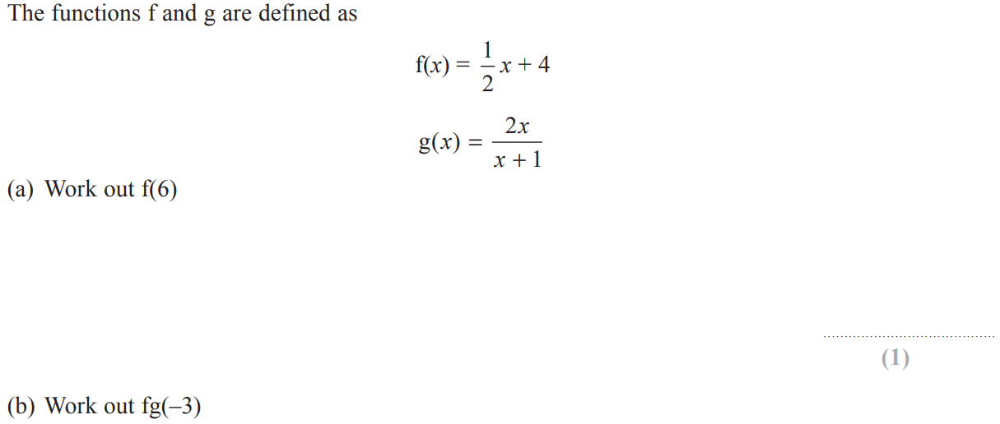 The functions f and g are defined as
f(x) = 1/2 x + 4
g(x) = 2x/(x + 1)
(a) Work out f(6)
(1)
(b) Work out fg(–3)